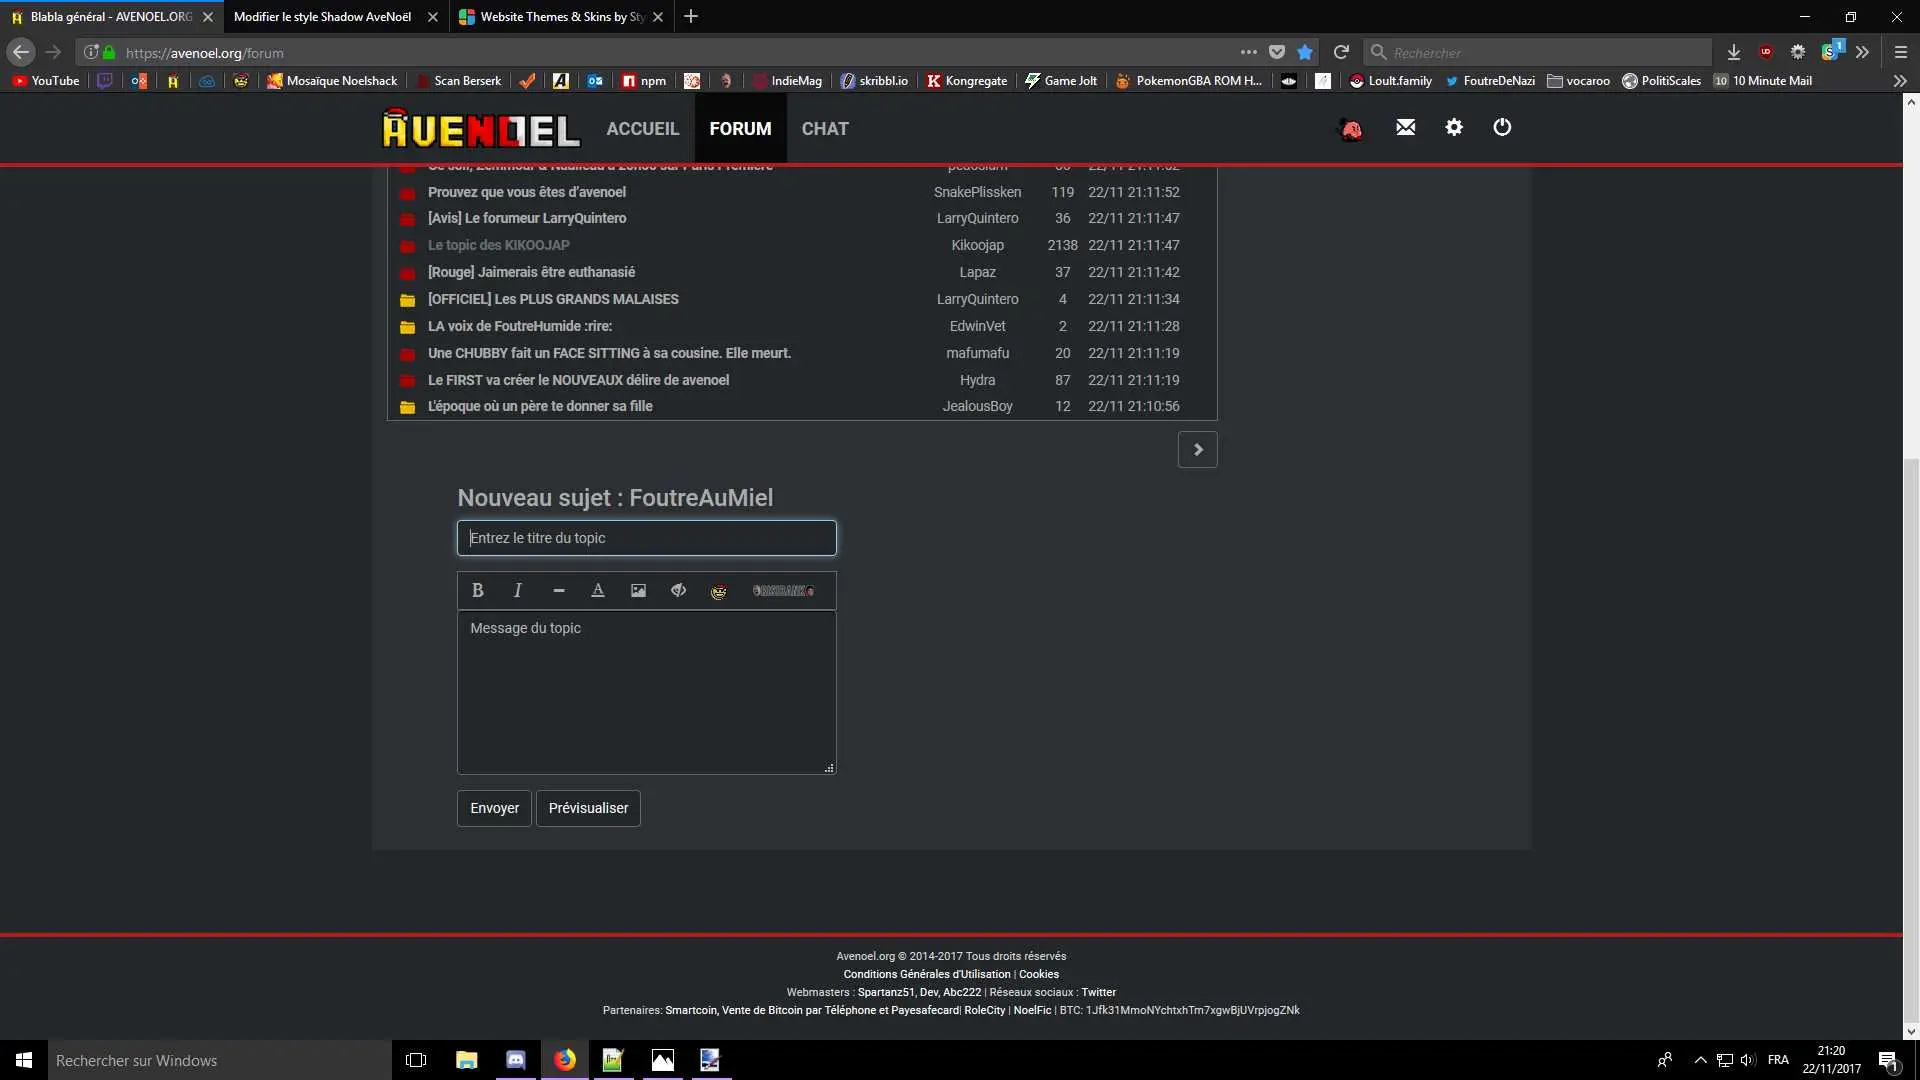 Blabla général - AVENOEL.ORG
Modifier le style Shadow AveNoël
Website Themes & Skins by Sty
https://avenoel.org/forum
Rechercher
YouTube
Mosaïque Noelshack
Scan Berserk
npm
IndieMag
skribbl.io
Kongregate
Game Jolt
PokemonGBA ROM H...
Loult.family
FoutreDeNazi
vocaroo
PolitiScales
10 10 Minute Mail
AVENOEL
ACCUEIL
FORUM
CHAT
Prouvez que vous êtes d'avenoel SnakePlissken 119 22/11 21:11:52
[Avis] Le forumeur LarryQuintero LarryQuintero 36 22/11 21:11:47
Le topic des KIKOOJAP Kikoojap 2138 22/11 21:11:47
[Rouge] Jaimerais être euthanasié Lapaz 37 22/11 21:11:42
[OFFICIEL] Les PLUS GRANDS MALAISES LarryQuintero 4 22/11 21:11:34
LA voix de FoutreHumide :rire: EdwinVet 2 22/11 21:11:28
Une CHUBBY fait un FACE SITTING à sa cousine. Elle meurt. mafumafu 20 22/11 21:11:19
Le FIRST va créer le NOUVEAUX délire de avenoel Hydra 87 22/11 21:11:19
L'époque où un père te donner sa fille JealousBoy 12 22/11 21:10:56
Nouveau sujet : FoutreAuMiel
Entrez le titre du topic
B I A RISIBANK
Message du topic
Envoyer
Prévisualiser
Avenoel.org © 2014-2017 Tous droits réservés
Conditions Générales d'Utilisation | Cookies
Webmasters : Spartanz51, Dev, Abc222 | Réseaux sociaux : Twitter
Partenaires: Smartcoin, Vente de Bitcoin par Téléphone et Payesafecard| RoleCity | NoelFic | BTC: 1Jfk31MmoNYchtxhTm7xgwBjUVrpjogZNk
Rechercher sur Windows
FRA
21:20
22/11/2017
1